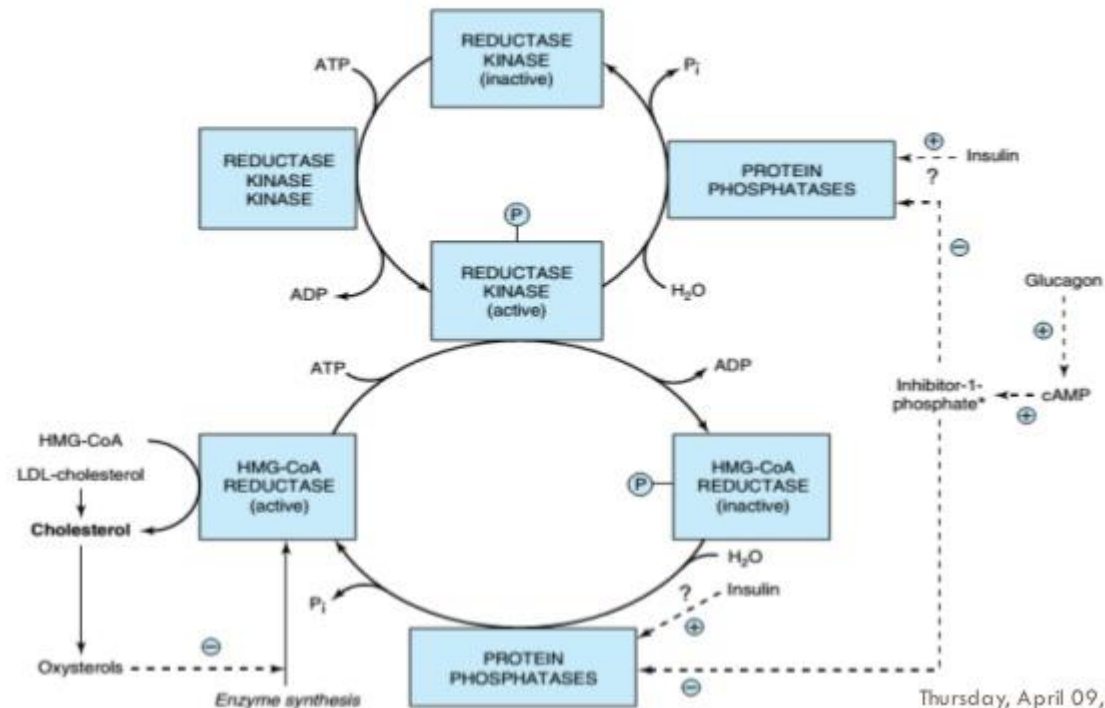 REDUCTASE
KINASE
(inactive)
ATP
Pi
REDUCTASE
KINASE
KINASE
PROTEIN
PHOSPHATASES
+
Insulin
?
P
−
REDUCTASE
KINASE
(active)
ADP
H2O
Glucagon
+
ATP
ADP
Inhibitor-1-
phosphate*
cAMP
+
HMG-CoA
LDL-cholesterol
Cholesterol
HMG-CoA
REDUCTASE
(active)
P
HMG-CoA
REDUCTASE
(inactive)
H2O
Pi
?
Insulin
+
Oxysterols
−
PROTEIN
PHOSPHATASES
−
Enzyme synthesis
Thursday, April 09,